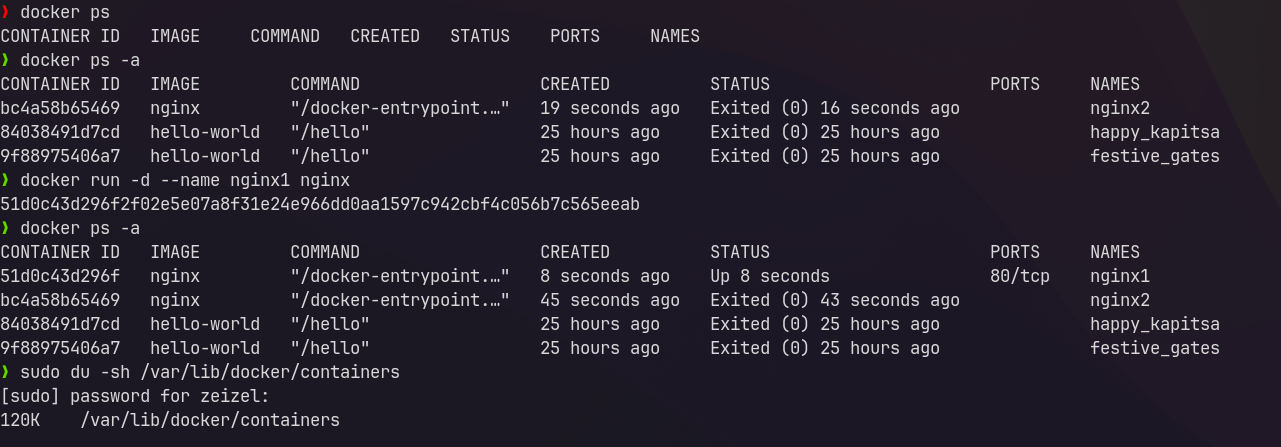 ❯ docker ps
CONTAINER ID   IMAGE     COMMAND   CREATED   STATUS    PORTS     NAMES
❯ docker ps -a
CONTAINER ID   IMAGE         COMMAND                  CREATED          STATUS                      PORTS     NAMES
bc4a58b65469   nginx         "/docker-entrypoint.…"   19 seconds ago   Exited (0) 16 seconds ago             nginx2
84038491d7cd   hello-world   "/hello"                 25 hours ago     Exited (0) 25 hours ago               happy_kapitsa
9f88975406a7   hello-world   "/hello"                 25 hours ago     Exited (0) 25 hours ago               festive_gates
❯ docker run -d --name nginx1 nginx
51d0c43d296f2f02e5e07a8f31e24e966dd0aa1597c942cbf4c056b7c565eeab
❯ docker ps -a
CONTAINER ID   IMAGE         COMMAND                  CREATED          STATUS                      PORTS     NAMES
51d0c43d296f   nginx         "/docker-entrypoint.…"   8 seconds ago    Up 8 seconds                80/tcp    nginx1
bc4a58b65469   nginx         "/docker-entrypoint.…"   45 seconds ago   Exited (0) 43 seconds ago             nginx2
84038491d7cd   hello-world   "/hello"                 25 hours ago     Exited (0) 25 hours ago               happy_kapitsa
9f88975406a7   hello-world   "/hello"                 25 hours ago     Exited (0) 25 hours ago               festive_gates
❯ sudo du -sh /var/lib/docker/containers
[sudo] password for zeizel:
120K    /var/lib/docker/containers